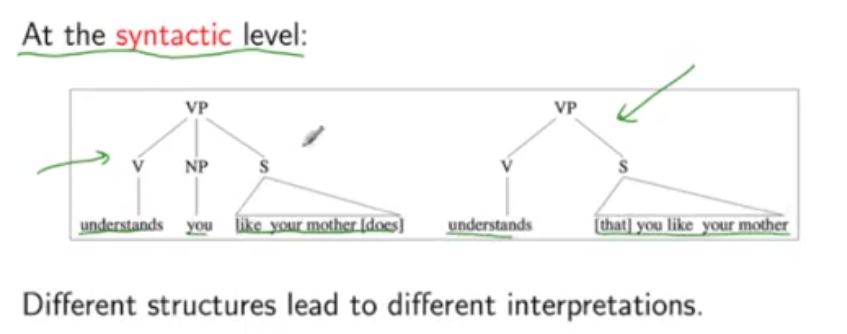 At the syntactic level:
VP VP
V NP S V S
understands you like your mother [does] understands [that] you like your mother
Different structures lead to different interpretations.